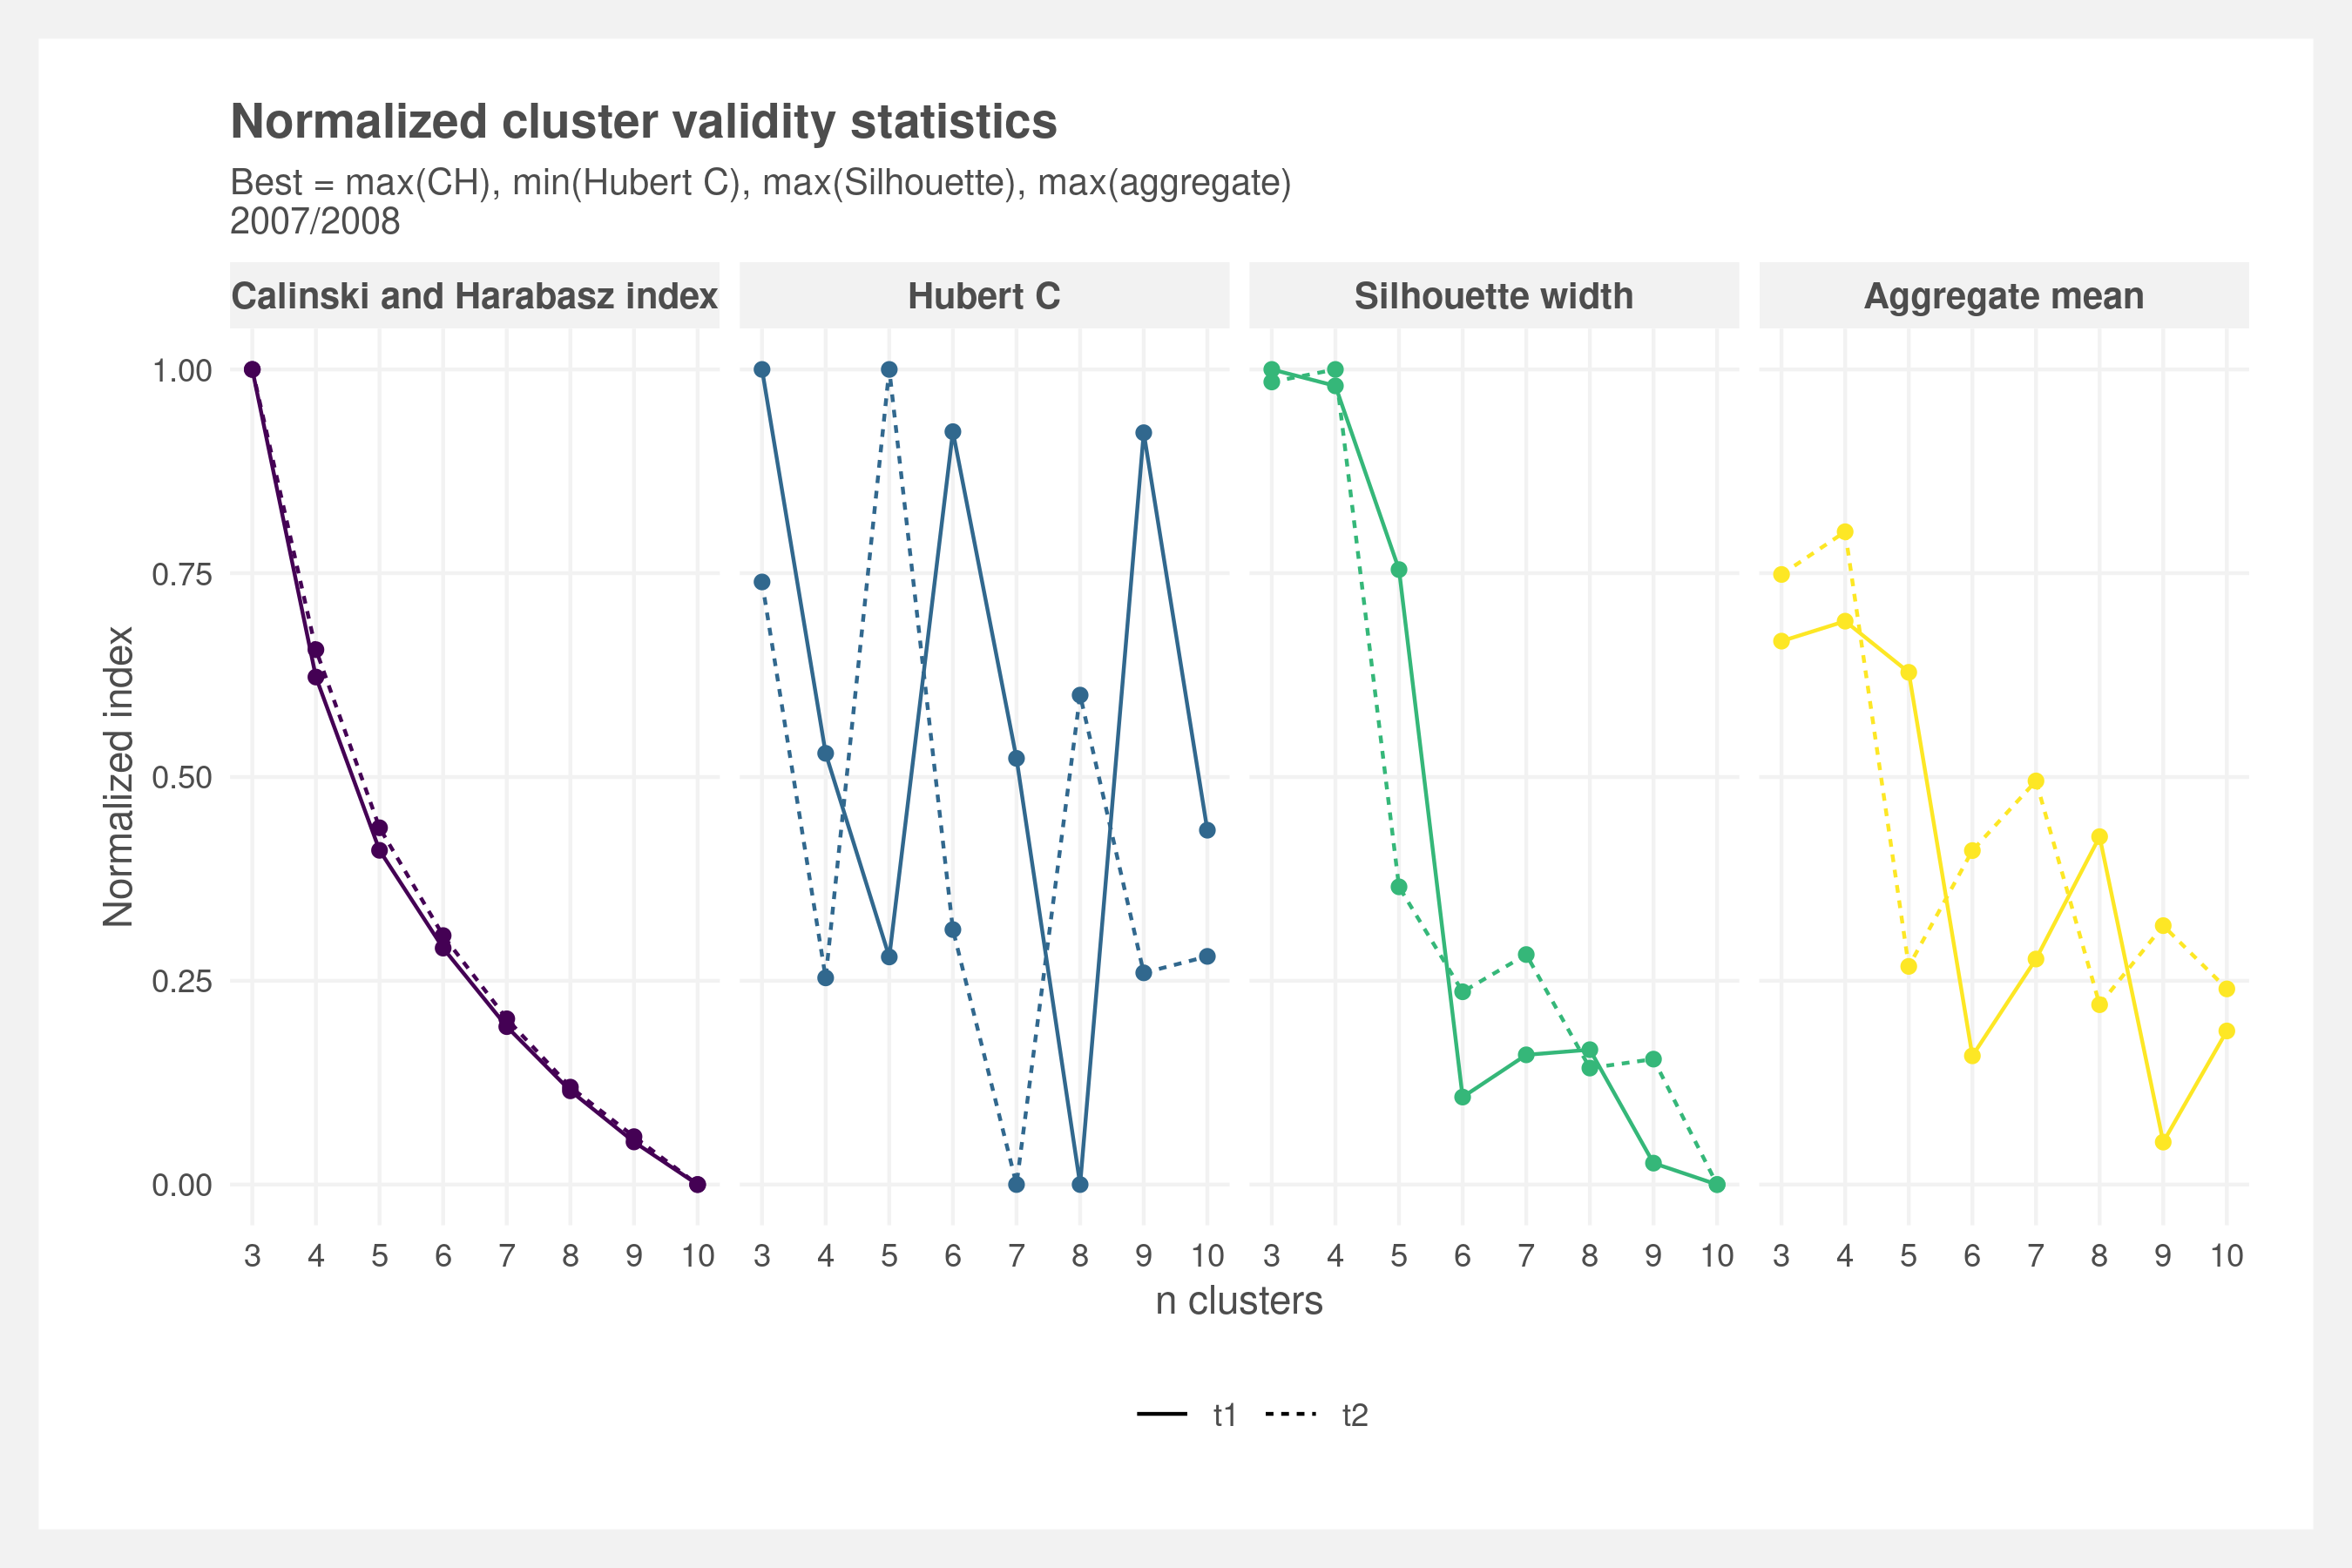 Normalized cluster validity statistics
Best = max(CH), min(Hubert C), max(Silhouette), max(aggregate)
2007/2008
Calinski and Harabasz index
Hubert C
Silhouette width
Aggregate mean
Normalized index
1.00
0.75
0.50
0.25
0.00
3 4 5 6 7 8 9 10
3 4 5 6 7 8 9 10
3 4 5 6 7 8 9 10
3 4 5 6 7 8 9 10
n clusters
t1 t2